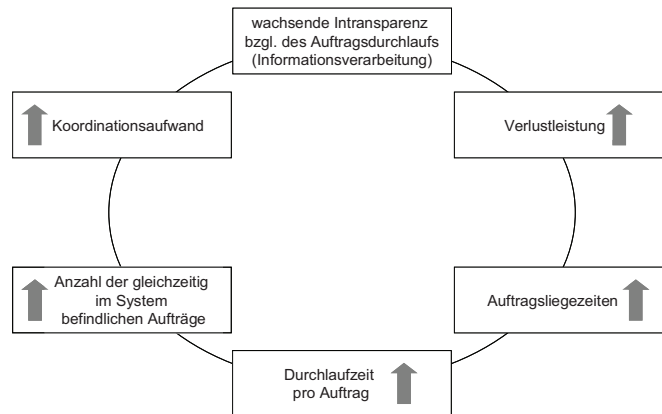 wachsende Intransparenz
bzgl. des Auftragsdurchlaufs
(Informationsverarbeitung)
Koordinationsaufwand
Verlustleistung
Anzahl der gleichzeitig
im System
befindlichen Aufträge
Auftragsliegezeiten
Durchlaufzeit
pro Auftrag